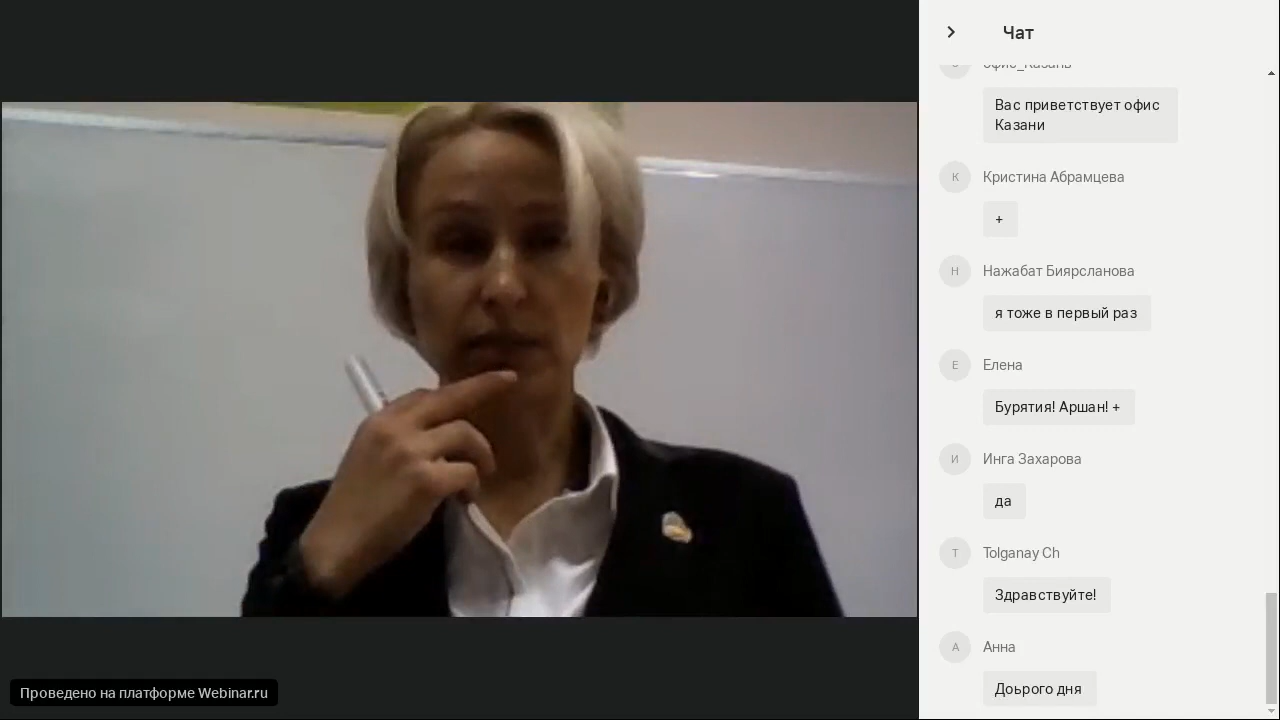 Чат
офис_Казань
Вас приветствует офис
Казани
К
Кристина Абрамцева
+
Н
Нажабат Биярсланова
я тоже в первый раз
Е
Елена
Бурятия! Аршан! +
И
Инга Захарова
да
T
Tolganay Ch
Здравствуйте!
А
Анна
Доьрого дня
Проведено на платформе Webinar.ru